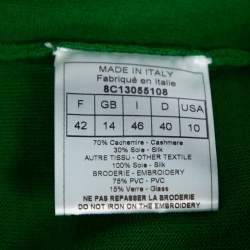 MADE IN ITALY
Fabriqué en Italie
8C13055108
F GB I D USA
42 14 46 40 10
70% Cachemire - Cashmere
30% Soie - Silk
AUTRE TISSU - OTHER FABRIC
100% Soie - Silk
BRODERIE - EMBROIDERY
75% PVC - PVC
15% Verre - Glass
NE PAS REPASSER LA BRODERIE
DO NOT IRON ON THE EMBROIDERY